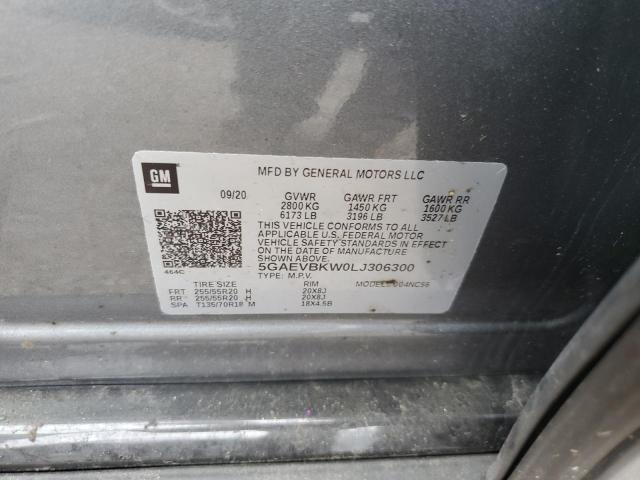 GM
MFD BY GENERAL MOTORS LLC
09/20 GVWR GAWR FRT GAWR RR
2800 KG 1450 KG 1600 KG
6173 LB 3196 LB 3527 LB
THIS VEHICLE CONFORMS TO ALL
APPLICABLE U.S. FEDERAL MOTOR
VEHICLE SAFETY STANDARDS IN
EFFECT ON THE DATE OF MANUFACTURE
SHOWN ABOVE.
464C
5GAEVBKW0LJ306300
TYPE: M.P.V.
TIRE SIZE RIM
FRT 255/55R20 H 20X8J
RR 255/55R20 H 20X8J
SPA T135/70R18 M 18X4.5B